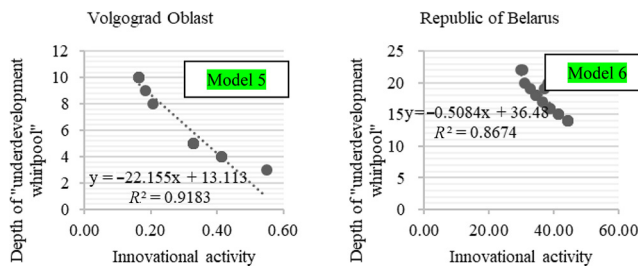 Volgograd Oblast
Depth of "underdevelopment
whirlpool"
12
10
8
6
4
2
0
Model 5
y = −22.155x + 13.113
R² = 0.9183
0.00 0.20 0.40 0.60
Innovational activity
Republic of Belarus
Depth of "underdevelopment
whirlpool"
25
20
15
10
5
0
Model 6
y = −0.5084x + 36.48
R² = 0.8674
0.00 20.00 40.00 60.00
Innovational activity